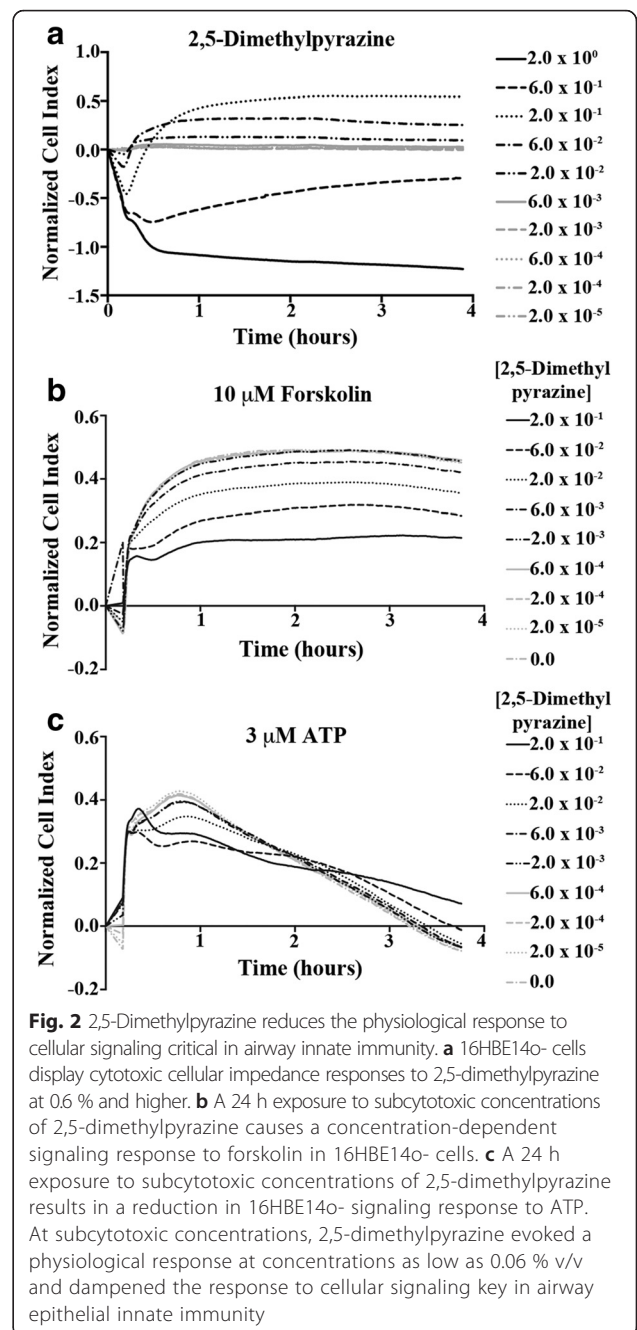 a
2,5-Dimethylpyrazine
Normalized Cell Index
1.0
0.5
0.0
-0.5
-1.0
-1.5
0
1
2
3
4
Time (hours)
2.0 x 10⁰
6.0 x 10⁻¹
2.0 x 10⁻¹
6.0 x 10⁻²
2.0 x 10⁻²
6.0 x 10⁻³
2.0 x 10⁻³
6.0 x 10⁻⁴
2.0 x 10⁻⁴
2.0 x 10⁻⁵
b
10 µM Forskolin
Normalized Cell Index
0.6
0.4
0.2
0.0
-0.2
1
2
3
4
Time (hours)
[2,5-Dimethyl
pyrazine]
2.0 x 10⁻¹
6.0 x 10⁻²
2.0 x 10⁻²
6.0 x 10⁻³
2.0 x 10⁻³
6.0 x 10⁻⁴
2.0 x 10⁻⁴
2.0 x 10⁻⁵
0.0
c
3 µM ATP
Normalized Cell Index
0.6
0.4
0.2
0.0
-0.2
1
2
3
4
Time (hours)
[2,5-Dimethyl
pyrazine]
2.0 x 10⁻¹
6.0 x 10⁻²
2.0 x 10⁻²
6.0 x 10⁻³
2.0 x 10⁻³
6.0 x 10⁻⁴
2.0 x 10⁻⁴
2.0 x 10⁻⁵
0.0
Fig. 2 2,5-Dimethylpyrazine reduces the physiological response to
cellular signaling critical in airway innate immunity. a 16HBE14o- cells
display cytotoxic cellular impedance responses to 2,5-dimethylpyrazine
at 0.6 % and higher. b A 24 h exposure to subcytotoxic concentrations
of 2,5-dimethylpyrazine causes a concentration-dependent
signaling response to forskolin in 16HBE14o- cells. c A 24 h
exposure to subcytotoxic concentrations of 2,5-dimethylpyrazine
results in a reduction in 16HBE14o- signaling response to ATP.
At subcytotoxic concentrations, 2,5-dimethylpyrazine evoked a
physiological response at concentrations as low as 0.06 % v/v
and dampened the response to cellular signaling key in airway
epithelial innate immunity